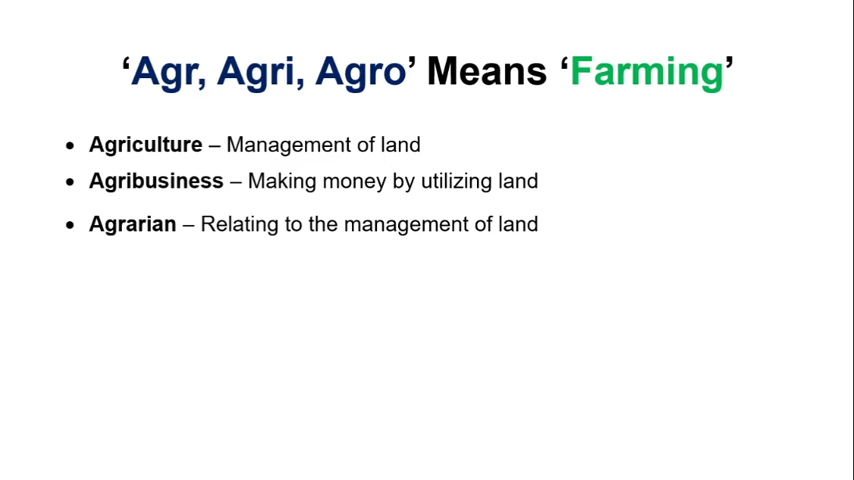 ‘Agr, Agri, Agro’ Means ‘Farming’
• Agriculture – Management of land
• Agribusiness – Making money by utilizing land
• Agrarian – Relating to the management of land